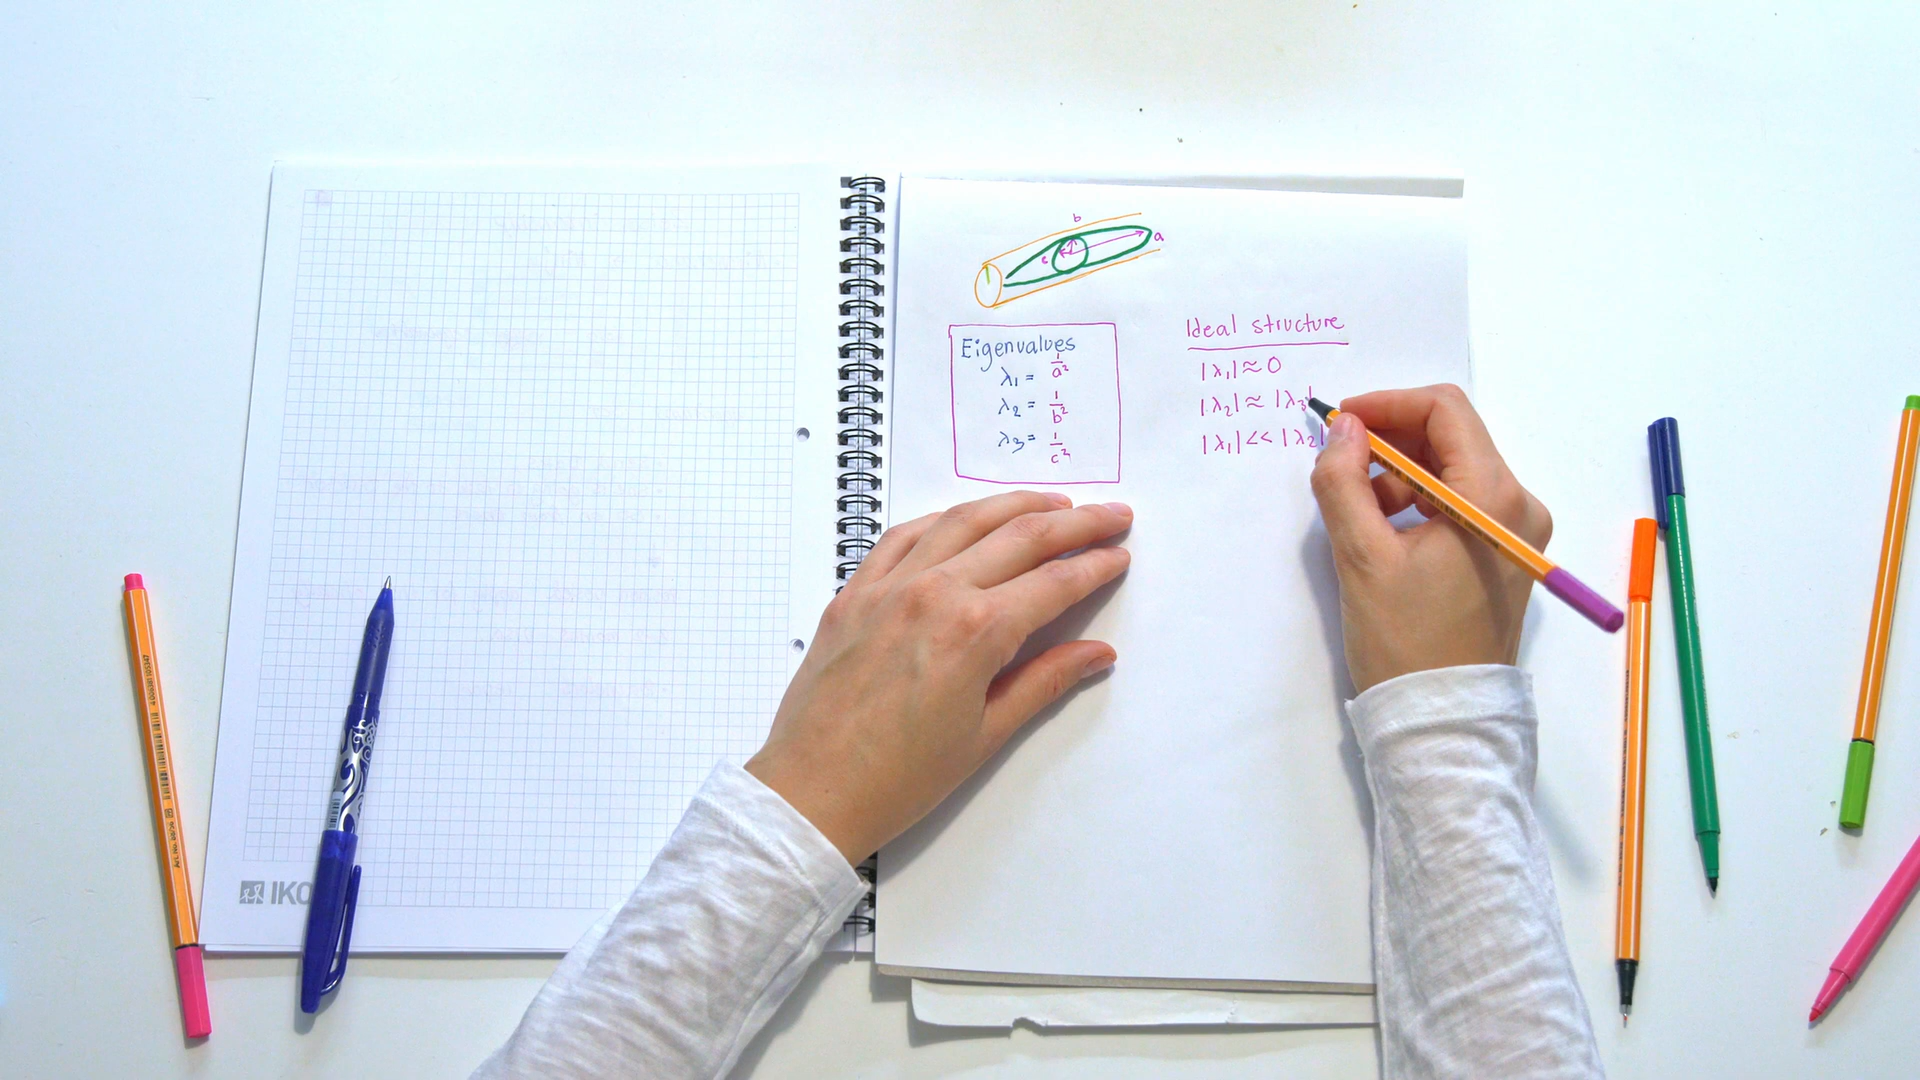 b
a
c
Eigenvalues
λ₁ = 1/a²
λ₂ = 1/b²
λ₃ = 1/c²
Ideal structure
|λ₁| ≈ 0
|λ₂| ≈ |λ₃|
|λ₁| << |λ₂|
IKO